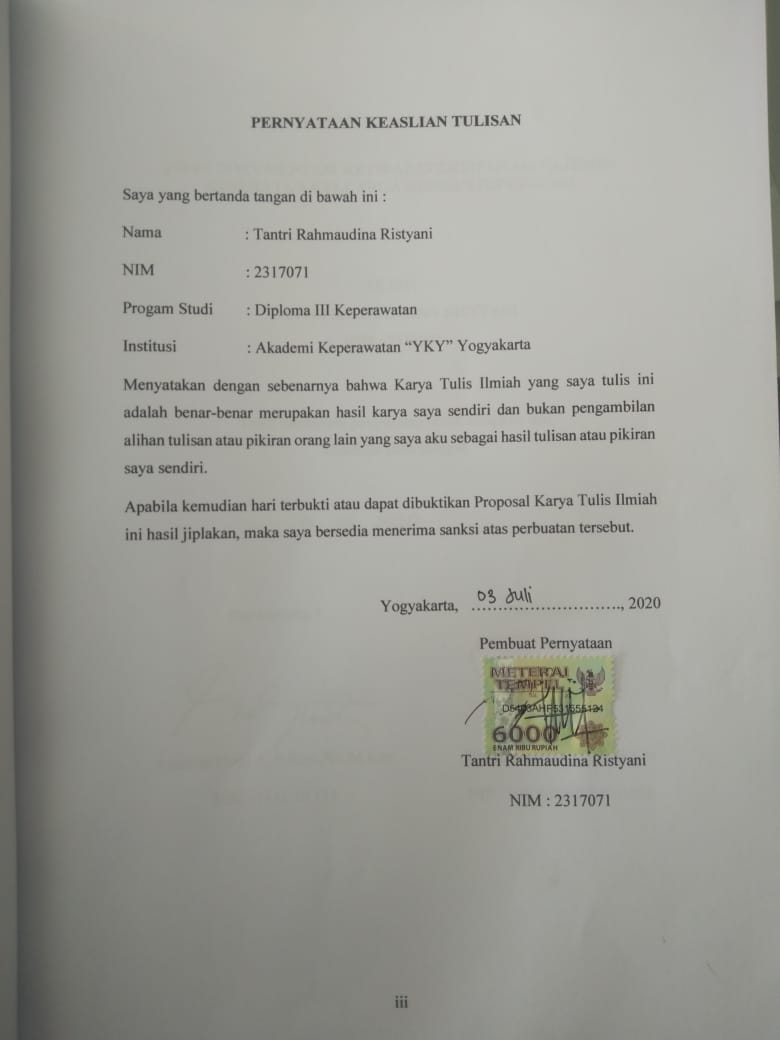 PERNYATAAN KEASLIAN TULISAN
Saya yang bertanda tangan di bawah ini :
Nama : Tantri Rahmaudina Ristyani
NIM : 2317071
Progam Studi : Diploma III Keperawatan
Institusi : Akademi Keperawatan “YKY” Yogyakarta
Menyatakan dengan sebenarnya bahwa Karya Tulis Ilmiah yang saya tulis ini
adalah benar-benar merupakan hasil karya saya sendiri dan bukan pengambilan
alihan tulisan atau pikiran orang lain yang saya aku sebagai hasil tulisan atau pikiran
saya sendiri.
Apabila kemudian hari terbukti atau dapat dibuktikan Proposal Karya Tulis Ilmiah
ini hasil jiplakan, maka saya bersedia menerima sanksi atas perbuatan tersebut.
Yogyakarta, 03 Juli ............................, 2020
Pembuat Pernyataan
METERAI
TEMPEL
6000
ENAM RIBU RUPIAH
Tantri Rahmaudina Ristyani
NIM : 2317071
iii